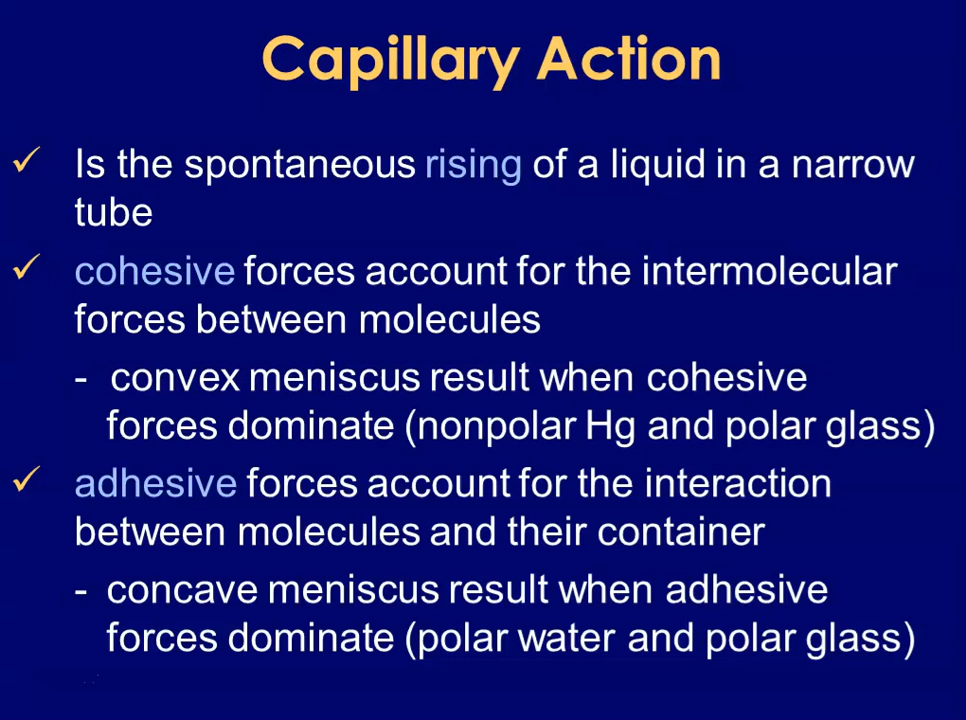 Capillary Action
✓ Is the spontaneous rising of a liquid in a narrow
tube
✓ cohesive forces account for the intermolecular
forces between molecules
- convex meniscus result when cohesive
forces dominate (nonpolar Hg and polar glass)
✓ adhesive forces account for the interaction
between molecules and their container
- concave meniscus result when adhesive
forces dominate (polar water and polar glass)